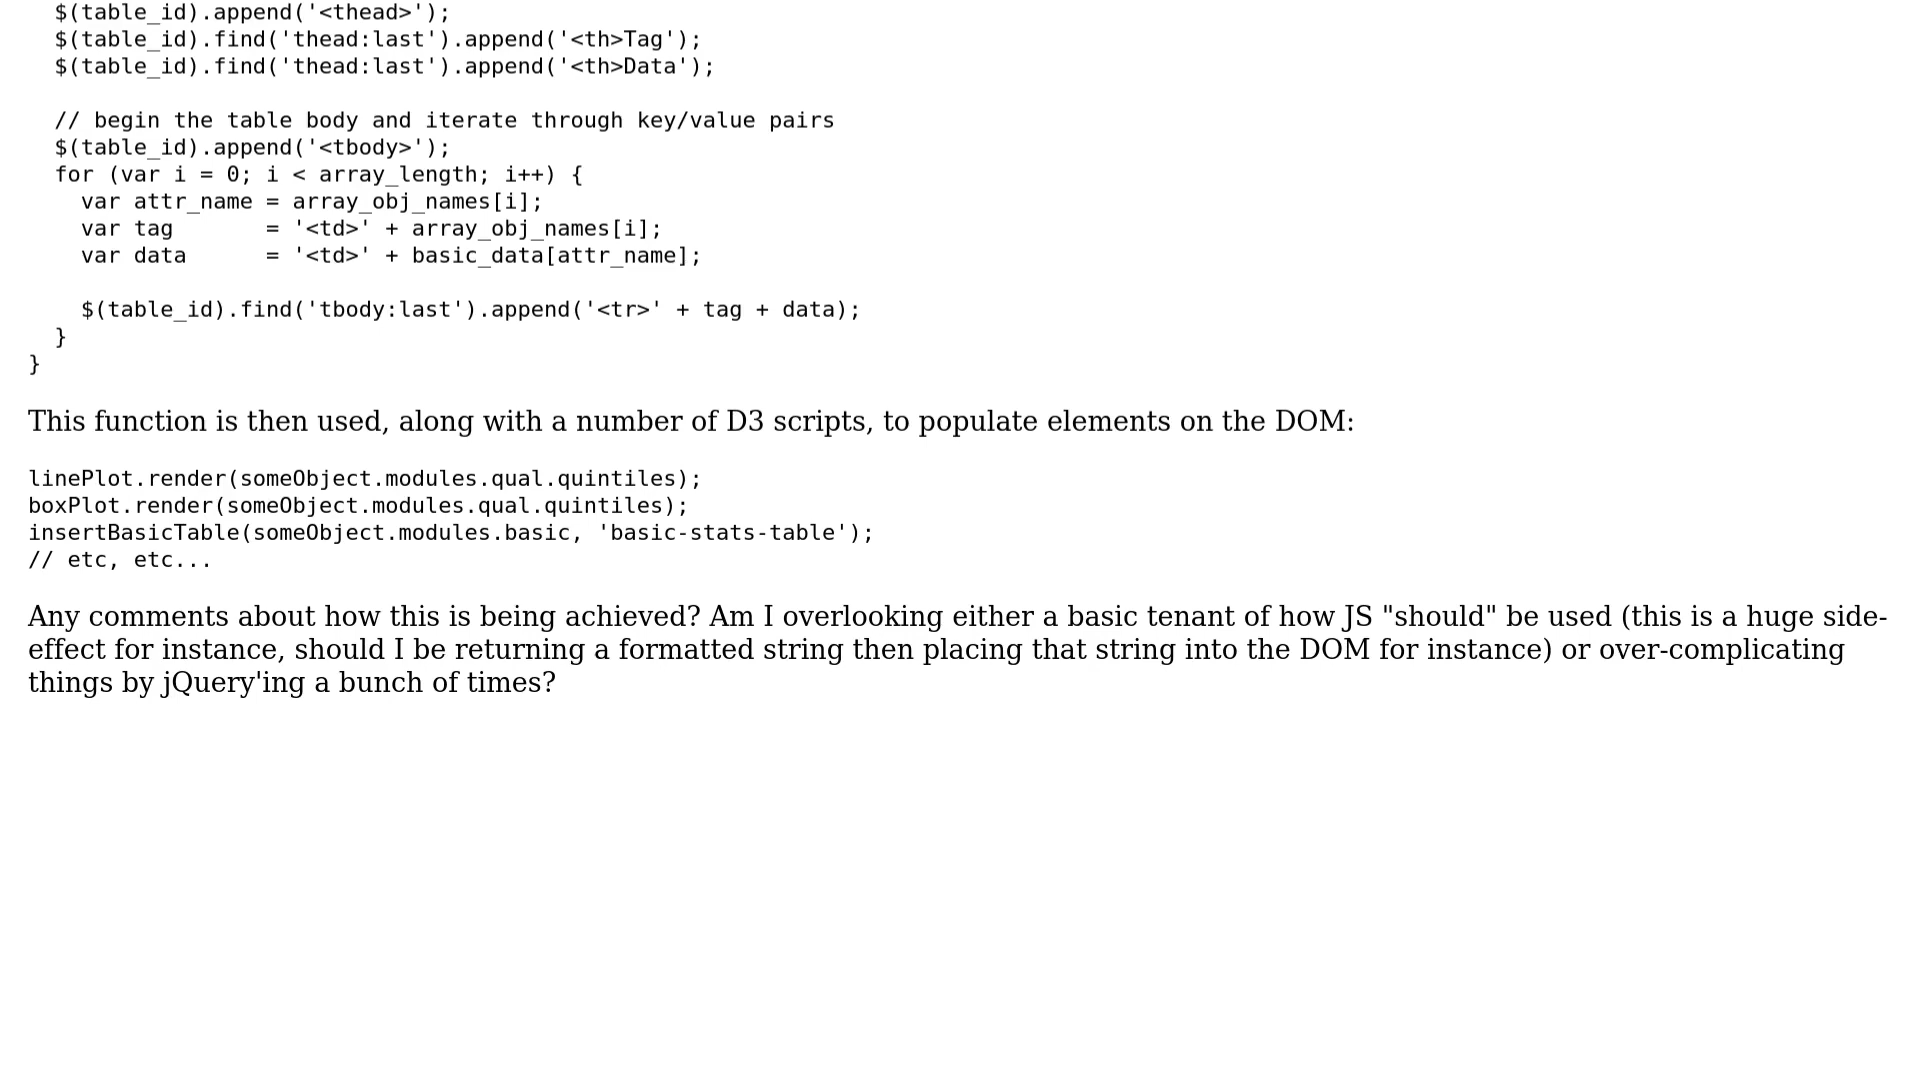 $(table_id).append('<thead>');
$(table_id).find('thead:last').append('<th>Tag');
$(table_id).find('thead:last').append('<th>Data');
// begin the table body and iterate through key/value pairs
$(table_id).append('<tbody>');
for (var i = 0; i < array_length; i++) {
var attr_name = array_obj_names[i];
var tag       = '<td>' + array_obj_names[i];
var data      = '<td>' + basic_data[attr_name];
$(table_id).find('tbody:last').append('<tr>' + tag + data);
}
}
This function is then used, along with a number of D3 scripts, to populate elements on the DOM:
linePlot.render(someObject.modules.qual.quintiles);
boxPlot.render(someObject.modules.qual.quintiles);
insertBasicTable(someObject.modules.basic, 'basic-stats-table');
// etc, etc...
Any comments about how this is being achieved? Am I overlooking either a basic tenant of how JS "should" be used (this is a huge side-
effect for instance, should I be returning a formatted string then placing that string into the DOM for instance) or over-complicating
things by jQuery'ing a bunch of times?